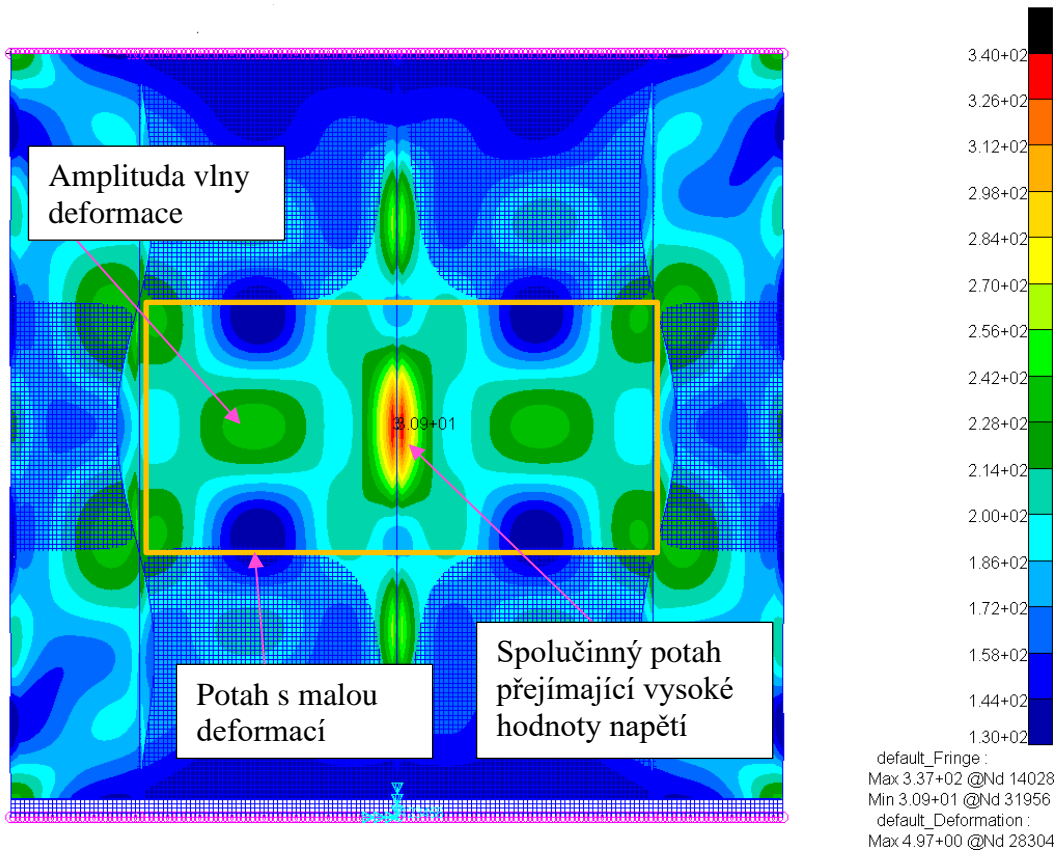 Amplituda vlny
deformace
3.09+01
Potah s malou
deformací
Spolučinný potah
přejímající vysoké
hodnoty napětí
3.40+02
3.26+02
3.12+02
2.98+02
2.84+02
2.70+02
2.56+02
2.42+02
2.28+02
2.14+02
2.00+02
1.86+02
1.72+02
1.58+02
1.44+02
1.30+02
default_Fringe :
Max 3.37+02 @Nd 14028
Min 3.09+01 @Nd 31956
default_Deformation :
Max 4.97+00 @Nd 28304